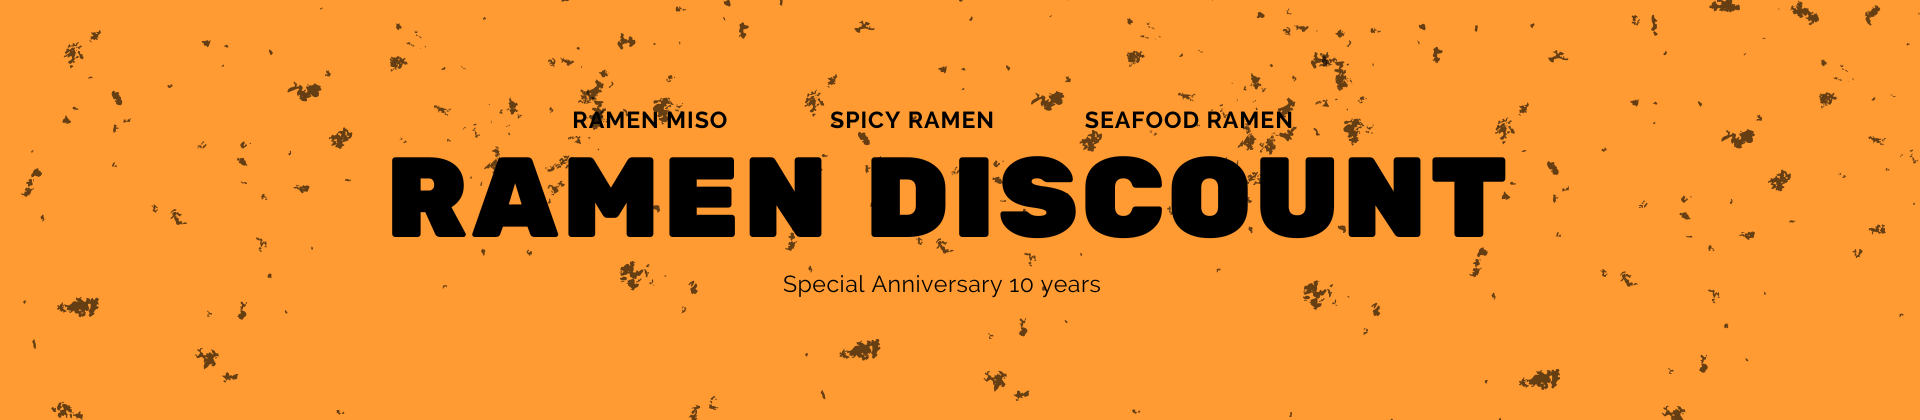 RAMEN MISO SPICY RAMEN SEAFOOD RAMEN
RAMEN DISCOUNT
Special Anniversary 10 years